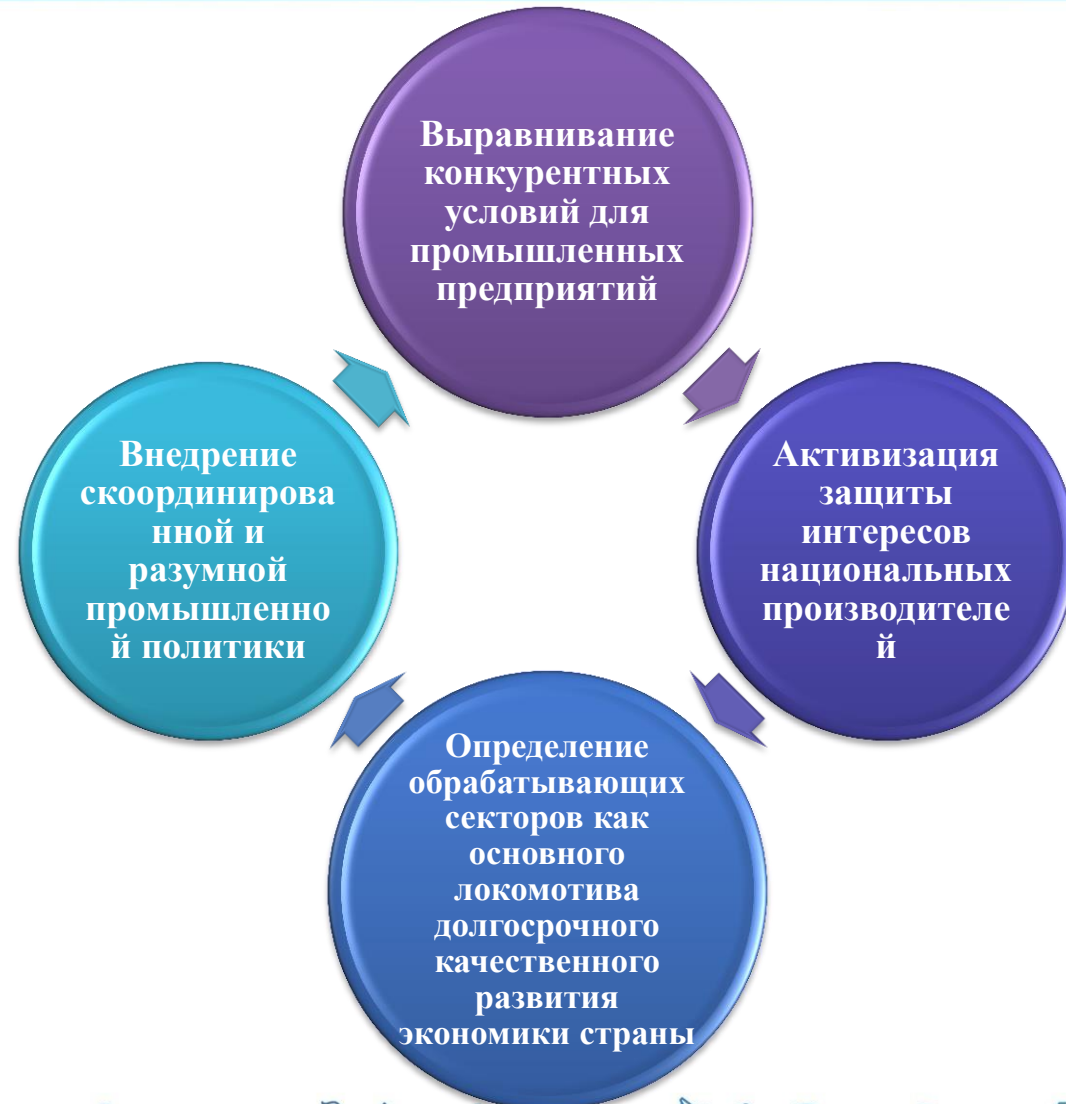 Выравнивание
конкурентных
условий для
промышленных
предприятий
Активизация
защиты
интересов
национальных
производителе
й
Определение
обрабатывающих
секторов как
основного
локомотива
долгосрочного
качественного
развития
экономики страны
Внедрение
скоординирова
нной и
разумной
промышленно
й политики